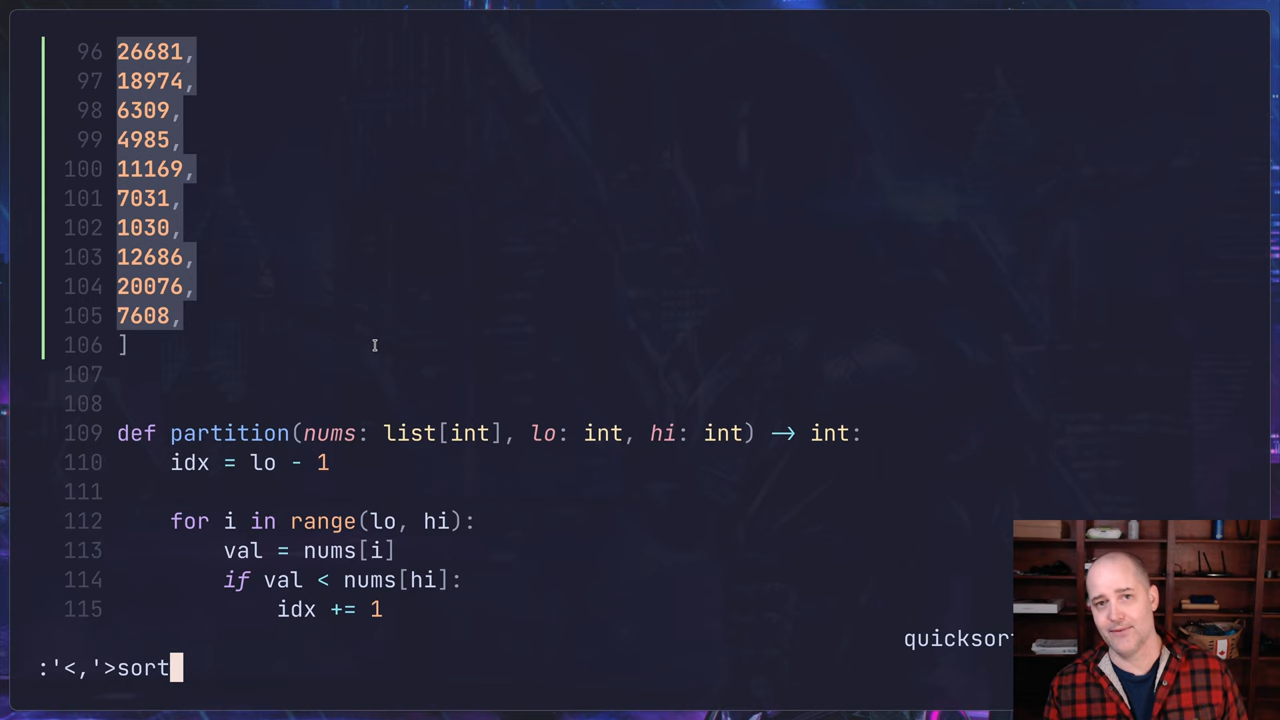 96 26681,
97 18974,
98 6309,
99 4985,
100 11169,
101 7031,
102 1030,
103 12686,
104 20076,
105 7608,
106 ]
107
108
109 def partition(nums: list[int], lo: int, hi: int) → int:
110 idx = lo - 1
111
112 for i in range(lo, hi):
113 val = nums[i]
114 if val < nums[hi]:
115 idx += 1
quicksort
:'<,'>sort